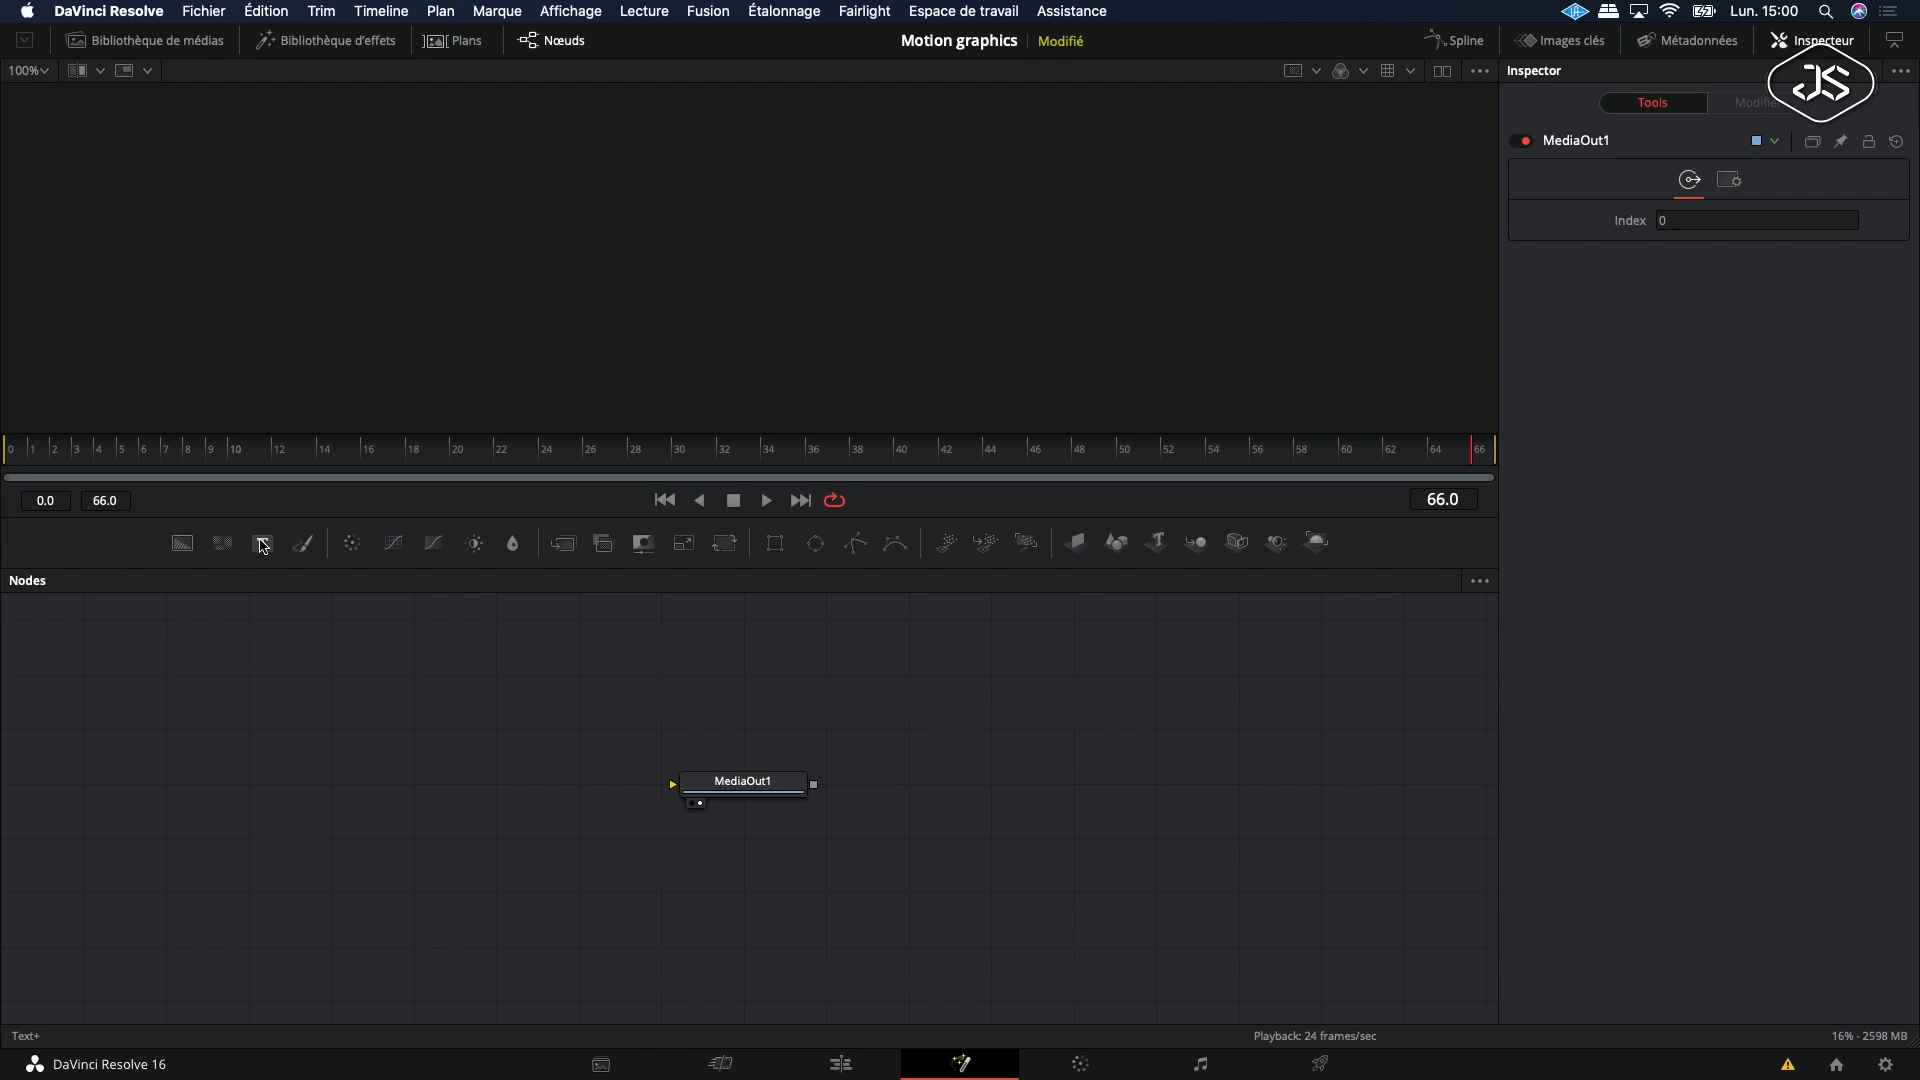 DaVinci Resolve Fichier Édition Trim Timeline Plan Marque Affichage Lecture Fusion Étalonnage Fairlight Espace de travail Assistance Lun. 15:00
Bibliothèque de médias Bibliothèque d'effets Plans Nœuds Motion graphics Modifié Spline Images clés Métadonnées Inspecteur
100% Inspector
JS
Tools Modifie
MediaOut1
Index 0
0 1 2 3 4 5 6 7 8 9 10 12 14 16 18 20 22 24 26 28 30 32 34 36 38 40 42 44 46 48 50 52 54 56 58 60 62 64 66
0.0 66.0 66.0
Nodes
MediaOut1
Text+ Playback: 24 frames/sec 16% - 2598 MB
DaVinci Resolve 16